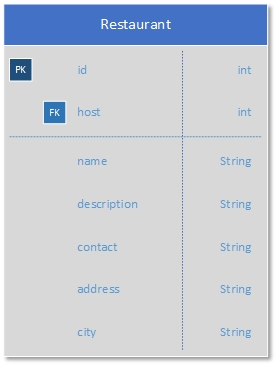 Restaurant
PK id int
FK host int
name String
description String
contact String
address String
city String